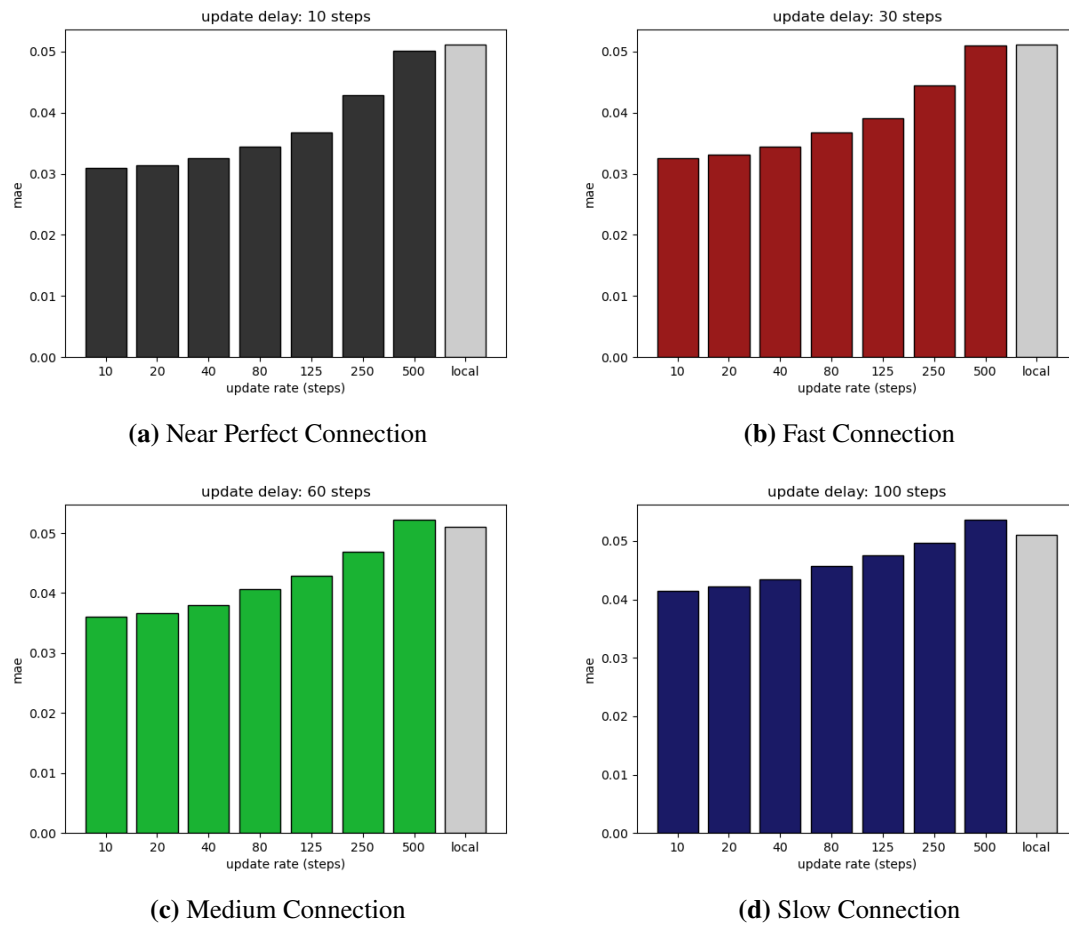 update delay: 10 steps
0.05
0.04
0.03
0.02
0.01
0.00
mae
10 20 40 80 125 250 500 local
update rate (steps)
(a) Near Perfect Connection
update delay: 30 steps
0.05
0.04
0.03
0.02
0.01
0.00
mae
10 20 40 80 125 250 500 local
update rate (steps)
(b) Fast Connection
update delay: 60 steps
0.05
0.04
0.03
0.02
0.01
0.00
mae
10 20 40 80 125 250 500 local
update rate (steps)
(c) Medium Connection
update delay: 100 steps
0.05
0.04
0.03
0.02
0.01
0.00
mae
10 20 40 80 125 250 500 local
update rate (steps)
(d) Slow Connection